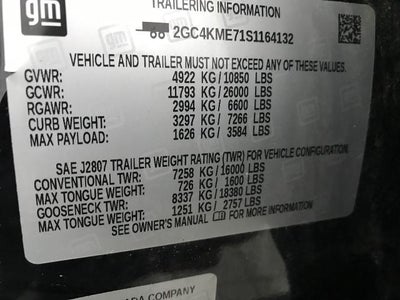 gm
TRAILERING INFORMATION
2GC4KME71S1164132
VEHICLE AND TRAILER MUST NOT EXCEED ANY OF THESE VALUES.
GVWR: 4922 KG/10850 LBS
GCWR: 11793 KG/26000 LBS
RGAWR: 2994 KG/ 6600 LBS
CURB WEIGHT: 3297 KG/ 7266 LBS
MAX PAYLOAD: 1626 KG/ 3584 LBS
SAE J2807 TRAILER WEIGHT RATING (TWR) FOR VEHICLE CONFIGURATION.
CONVENTIONAL TWR: 7258 KG/16000 LBS
MAX TONGUE WEIGHT: 726 KG/ 1600 LBS
GOOSENECK TWR: 8337 KG/18380 LBS
MAX TONGUE WEIGHT: 1251 KG/ 2757 LBS
SEE OWNER'S MANUAL FOR MORE INFORMATION
COMPANY